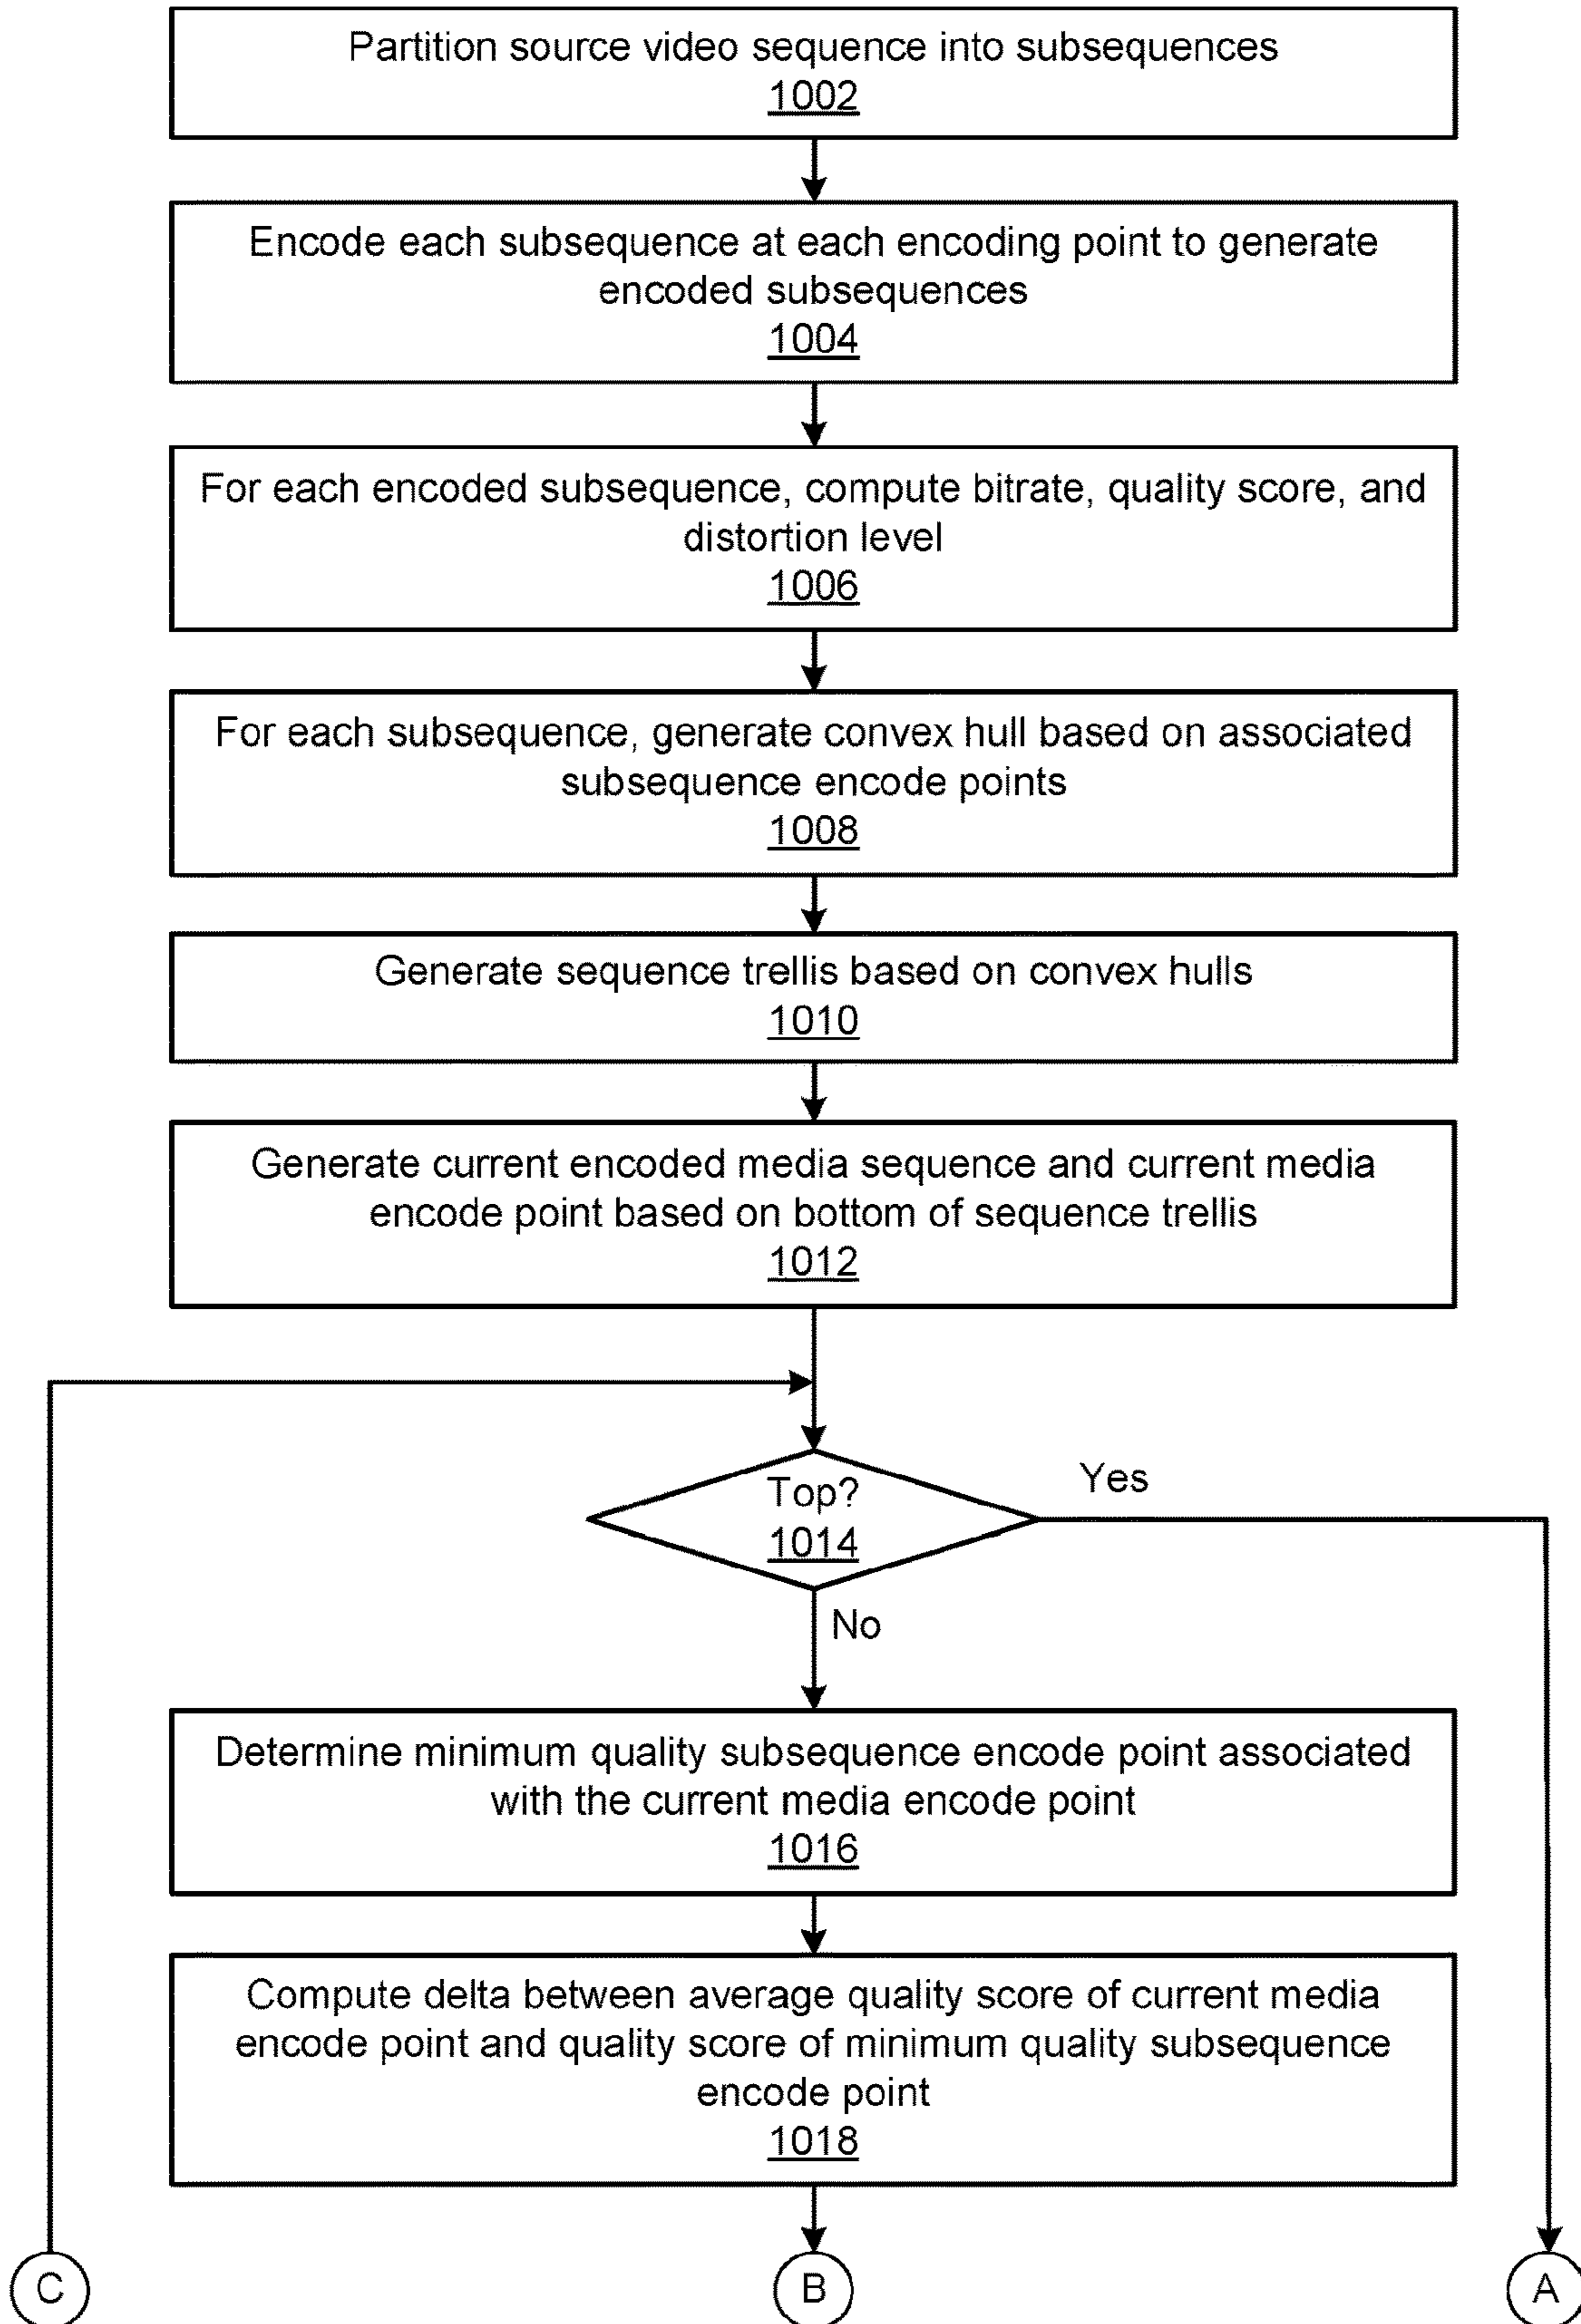 Partition source video sequence into subsequences
1002
Encode each subsequence at each encoding point to generate
encoded subsequences
1004
For each encoded subsequence, compute bitrate, quality score, and
distortion level
1006
For each subsequence, generate convex hull based on associated
subsequence encode points
1008
Generate sequence trellis based on convex hulls
1010
Generate current encoded media sequence and current media
encode point based on bottom of sequence trellis
1012
Top?
1014
Yes
No
Determine minimum quality subsequence encode point associated
with the current media encode point
1016
Compute delta between average quality score of current media
encode point and quality score of minimum quality subsequence
encode point
1018
C
B
A